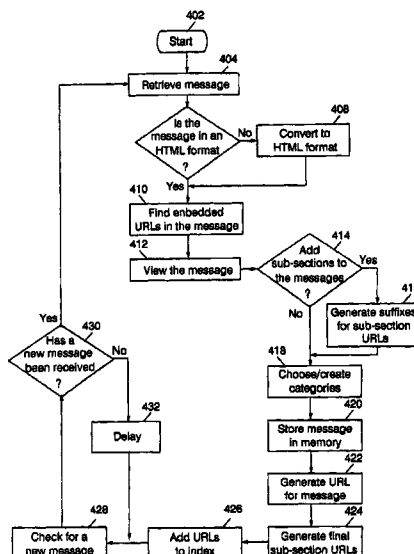 402
Start
404
Retrieve message
Is the
message in an
HTML format
?
No
Yes
408
Convert to
HTML format
410
Find enbedded
URLs in the message
412
View the message
414
Add
sub-sections to
the messages
?
Yes
No
41
Generate suffixes
for sub-section
URLs
418
Choose/create
categories
420
Store message
in memory
422
Generate URL
for message
424
Generate final
sub-section URLs
426
Add URLs
to index
428
Check for a
new message
430
Has a
new message
been received
?
Yes
No
432
Delay